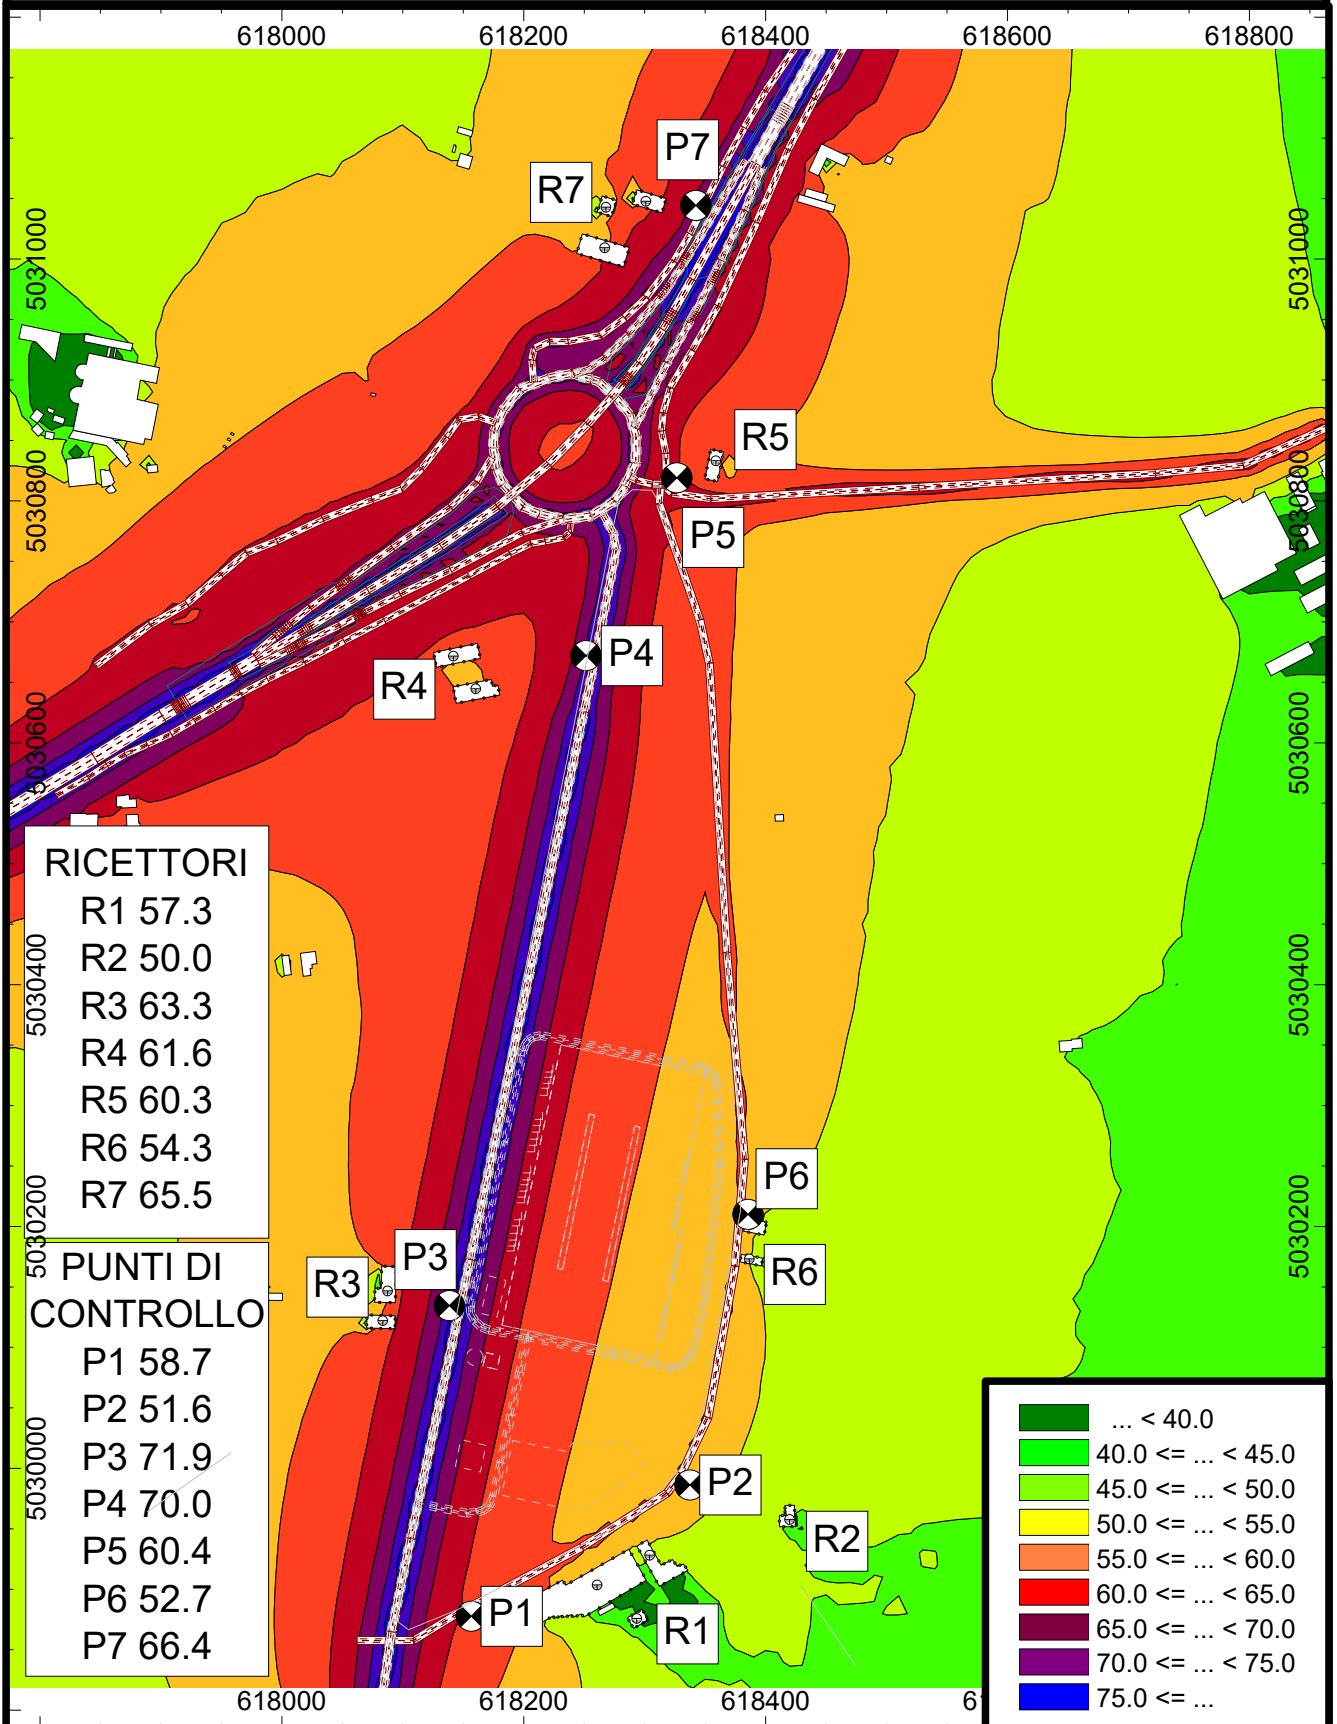 618000 618200 618400 618600 618800
P7
R7
5031000 5031000
R5
5030800 5030800
P5
P4
R4
5030600 5030600
RICETTORI
R1 57.3
R2 50.0
R3 63.3
R4 61.6
R5 60.3
R6 54.3
R7 65.5
5030400 5030400
P6
5030200 5030200
P3
R3
R6
PUNTI DI
CONTROLLO
P1 58.7
P2 51.6
P3 71.9
P4 70.0
P5 60.4
P6 52.7
P7 66.4
5030000
P2
R2
P1
R1
... < 40.0
40.0 <= ... < 45.0
45.0 <= ... < 50.0
50.0 <= ... < 55.0
55.0 <= ... < 60.0
60.0 <= ... < 65.0
65.0 <= ... < 70.0
70.0 <= ... < 75.0
75.0 <= ...
618000 618200 618400